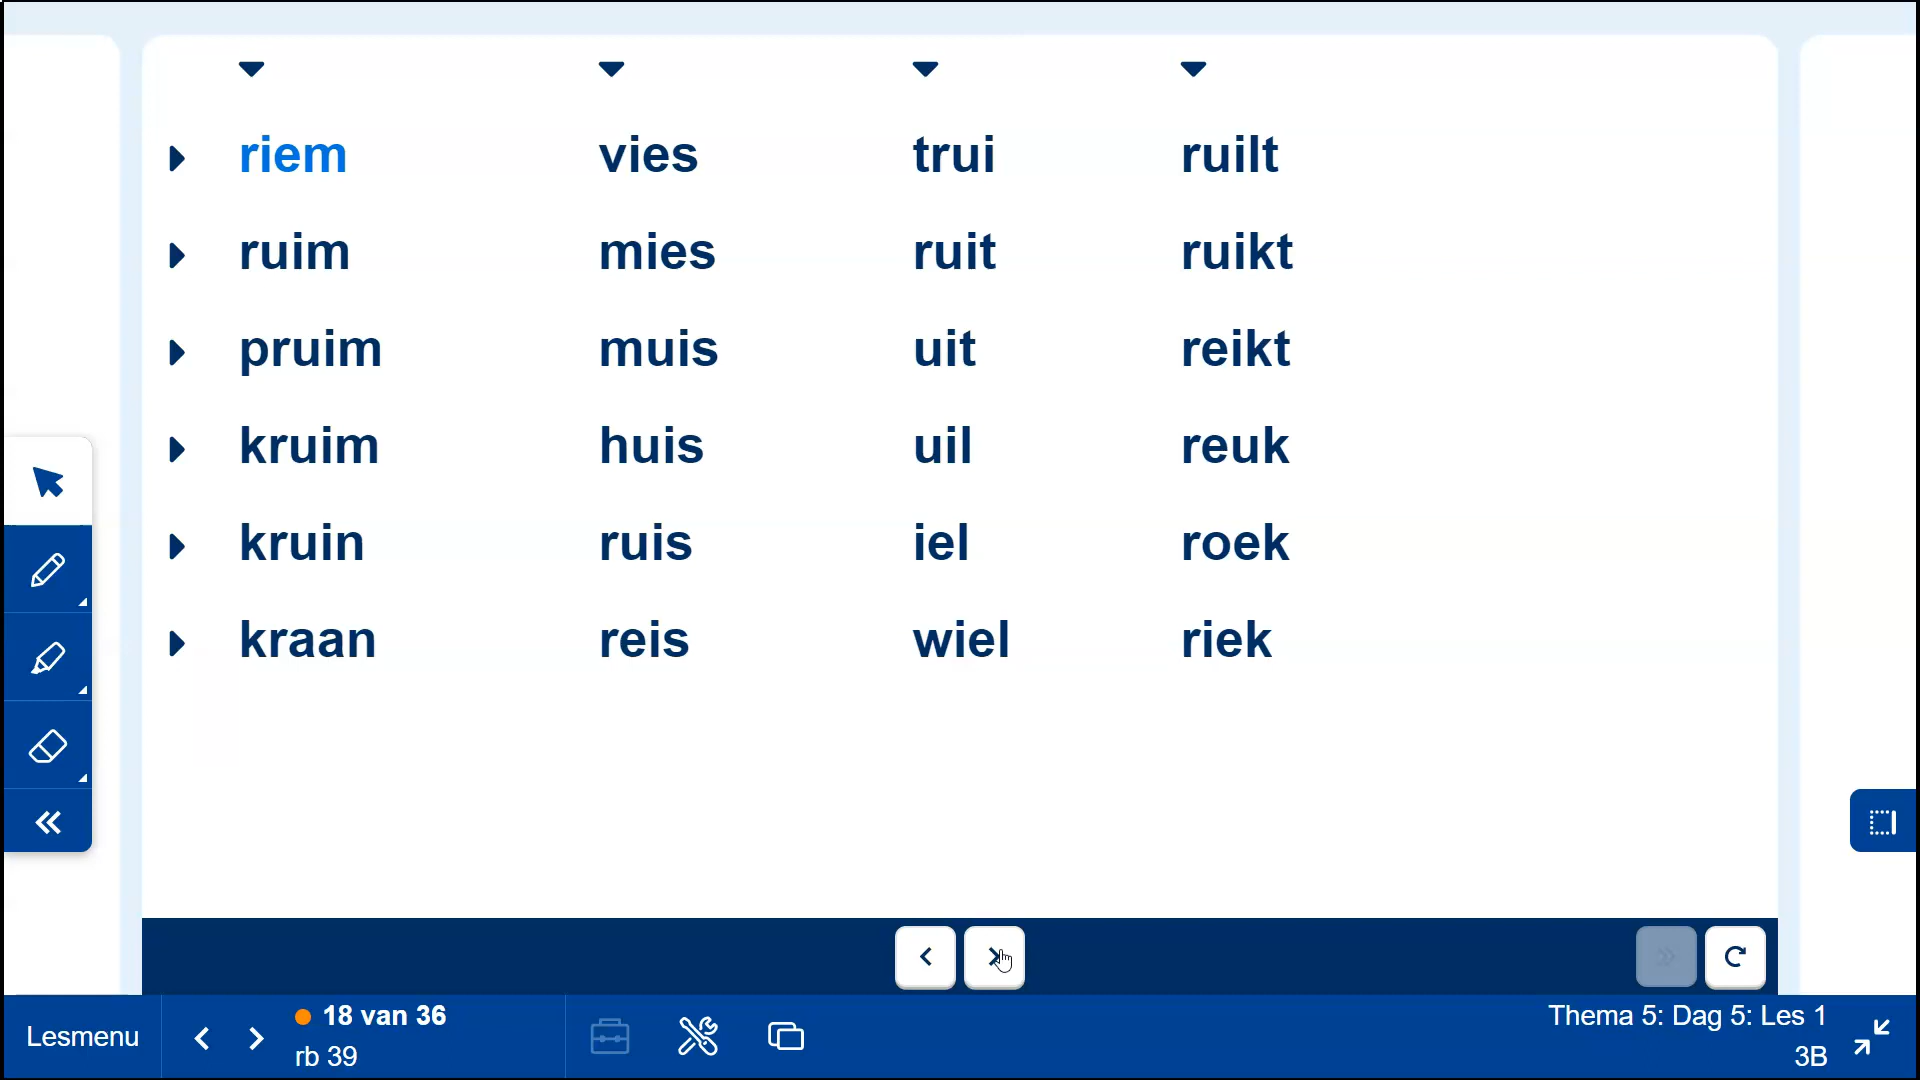 riem vies trui ruilt
ruim mies ruit ruikt
pruim muis uit reikt
kruim huis uil reuk
kruin ruis iel roek
kraan reis wiel riek
Lesmenu
18 van 36
rb 39
Thema 5: Dag 5: Les 1
3B